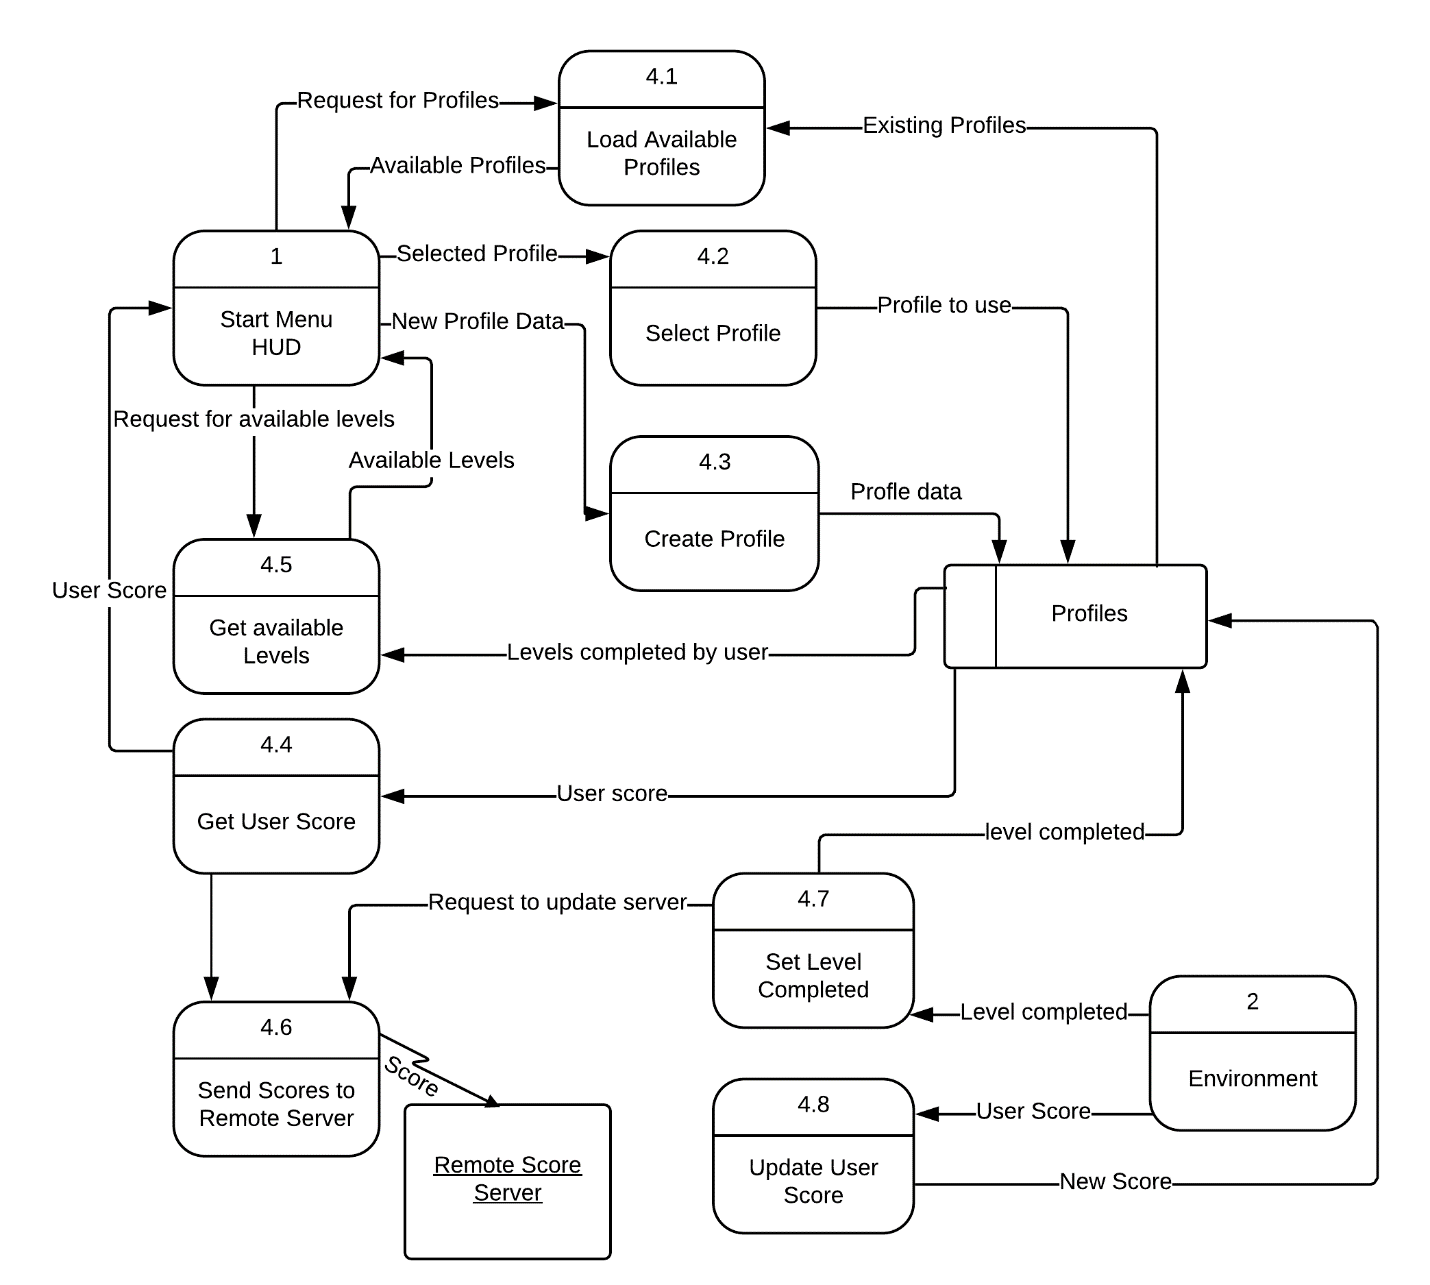 4.1
Request for Profiles
Existing Profiles
Load Available
Profiles
Available Profiles
1
Selected Profile
4.2
Profile to use
Start Menu
HUD
New Profile Data
Select Profile
Request for available levels
Available Levels
4.3
Profle data
Create Profile
4.5
User Score
Get available
Levels
Levels completed by user
Profiles
4.4
User score
Get User Score
level completed
Request to update server
4.7
Set Level
Completed
Level completed
2
Environment
4.6
Score
Send Scores to
Remote Server
4.8
User Score
Update User
Score
New Score
Remote Score
Server